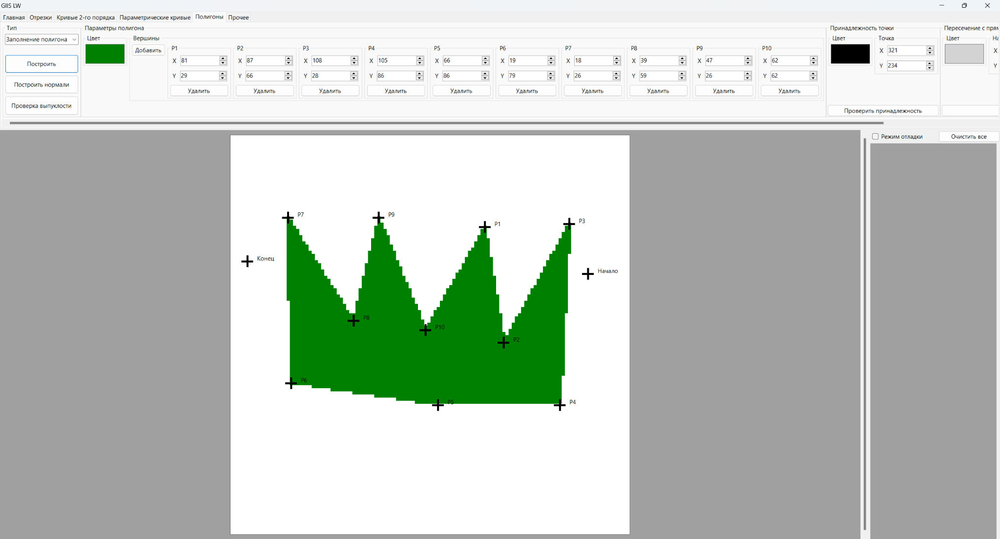 GIIS LW
Главная Отрезки Кривые 2-го порядка Параметрические кривые Полигоны Прочее
Тип Параметры полигона Принадлежность точки Пересечение с прям
Заполнение полигона Цвет Вершины Цвет Точка Цвет На
Добавить P1 P2 P3 P4 P5 P6 P7 P8 P9 P10
X 81 X 87 X 108 X 105 X 66 X 19 X 18 X 39 X 47 X 62 X 321 X
Построить
Y 29 Y 66 Y 28 Y 86 Y 86 Y 79 Y 26 Y 59 Y 26 Y 62 Y 234 Y
Построить нормали Удалить Удалить Удалить Удалить Удалить Удалить Удалить Удалить Удалить Удалить
Проверка выпуклости Проверить принадлежность
Режим отладки Очистить все
P7 P9
P3
P1
Конец
Начало
P8
P10
P2
P6
P5 P4